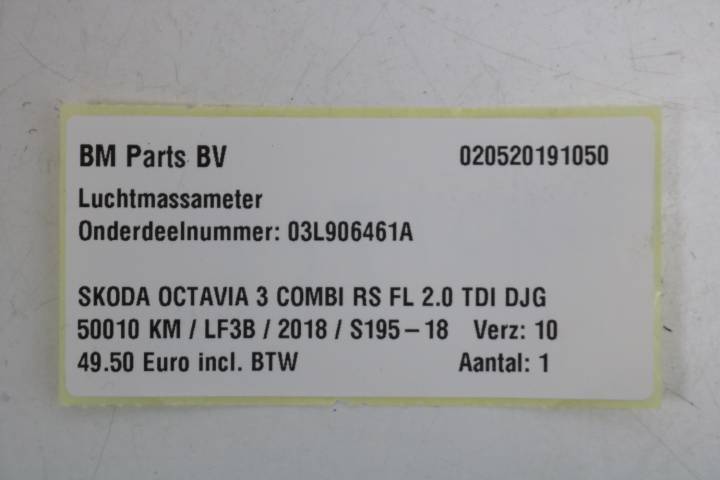 BM Parts BV 020520191050
Luchtmassameter
Onderdeelnummer: 03L906461A
SKODA OCTAVIA 3 COMBI RS FL 2.0 TDI DJG
50010 KM / LF3B / 2018 / S195-18 Verz: 10
49.50 Euro incl. BTW Aantal: 1